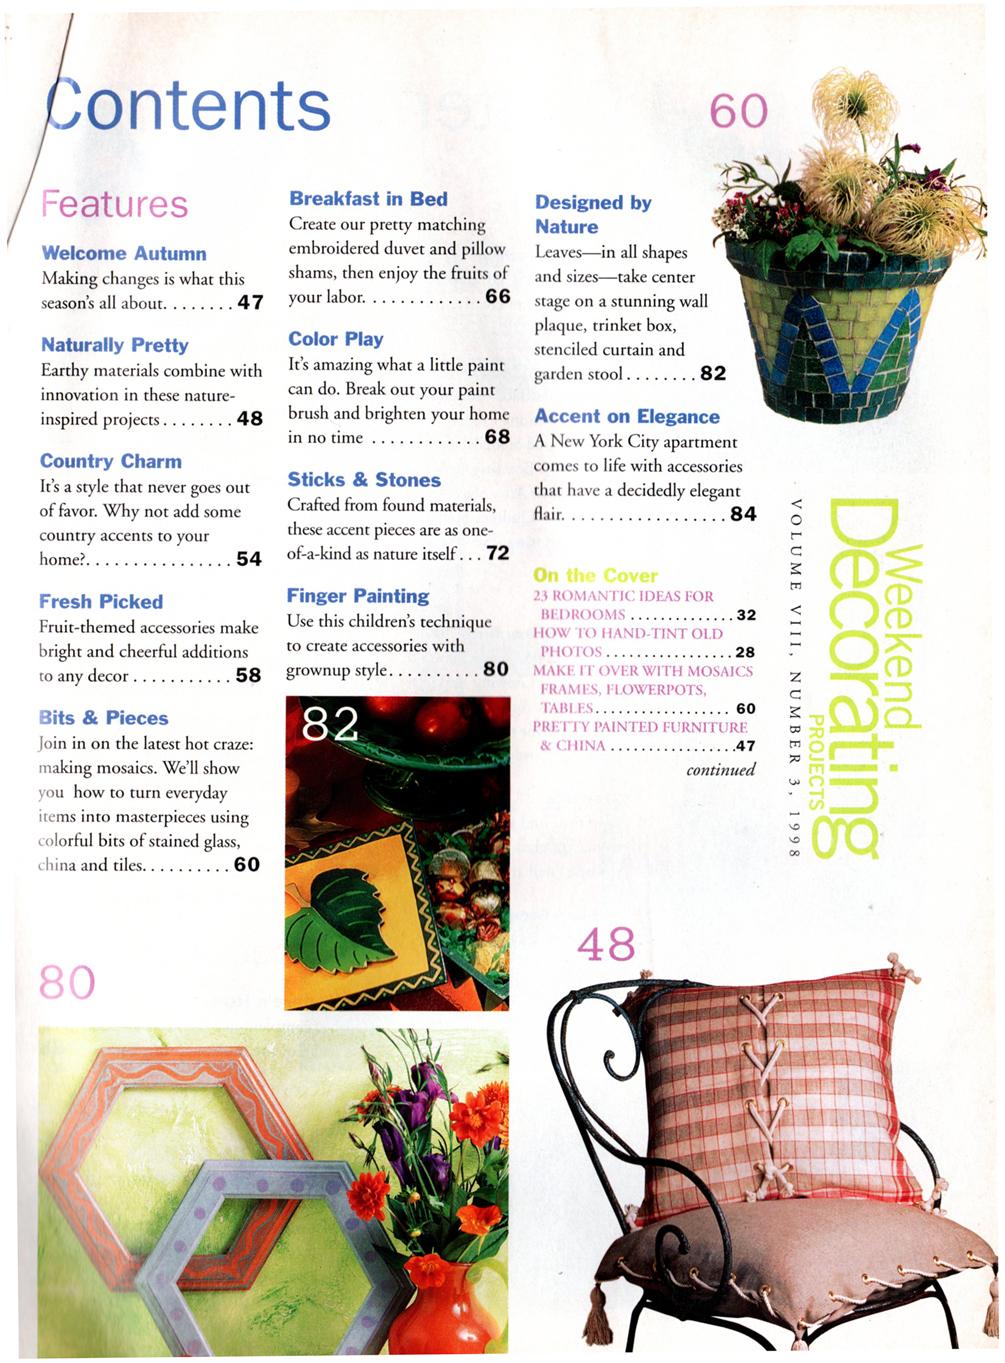 Contents
Features
Welcome Autumn
Making changes is what this
season's all about. . . . . . . . 47
Naturally Pretty
Earthy materials combine with
innovation in these nature-
inspired projects . . . . . . . . 48
Country Charm
It's a style that never goes out
of favor. Why not add some
country accents to your
home?. . . . . . . . . . . . . . . . 54
Fresh Picked
Fruit-themed accessories make
bright and cheerful additions
to any decor . . . . . . . . . . . 58
Bits & Pieces
Join in on the latest hot craze:
making mosaics. We'll show
you how to turn everyday
items into masterpieces using
colorful bits of stained glass,
china and tiles. . . . . . . . . . 60
Breakfast in Bed
Create our pretty matching
embroidered duvet and pillow
shams, then enjoy the fruits of
your labor. . . . . . . . . . . . . 66
Color Play
It's amazing what a little paint
can do. Break out your paint
brush and brighten your home
in no time . . . . . . . . . . . . 68
Sticks & Stones
Crafted from found materials,
these accent pieces are as one-
of-a-kind as nature itself . . . 72
Finger Painting
Use this children's technique
to create accessories with
grownup style. . . . . . . . . . 80
Designed by
Nature
Leaves—in all shapes
and sizes—take center
stage on a stunning wall
plaque, trinket box,
stenciled curtain and
garden stool . . . . . . . . 82
Accent on Elegance
A New York City apartment
comes to life with accessories
that have a decidedly elegant
flair. . . . . . . . . . . . . . . . . . 84
On the Cover
23 ROMANTIC IDEAS FOR
BEDROOMS . . . . . . . . . . . . . . 32
HOW TO HAND-TINT OLD
PHOTOS . . . . . . . . . . . . . . . . . 28
MAKE IT OVER WITH MOSAICS
FRAMES, FLOWERPOTS,
TABLES. . . . . . . . . . . . . . . . . . 60
PRETTY PAINTED FURNITURE
& CHINA . . . . . . . . . . . . . . . . .47
continued
60
Weekend
Decorating
PROJECTS
VOLUME VIII, NUMBER 3, 1998
82
80
48